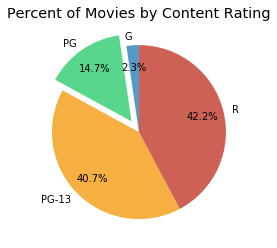 Percent of Movies by Content Rating
G
PG
2.3%
14.7%
R
42.2%
40.7%
PG-13